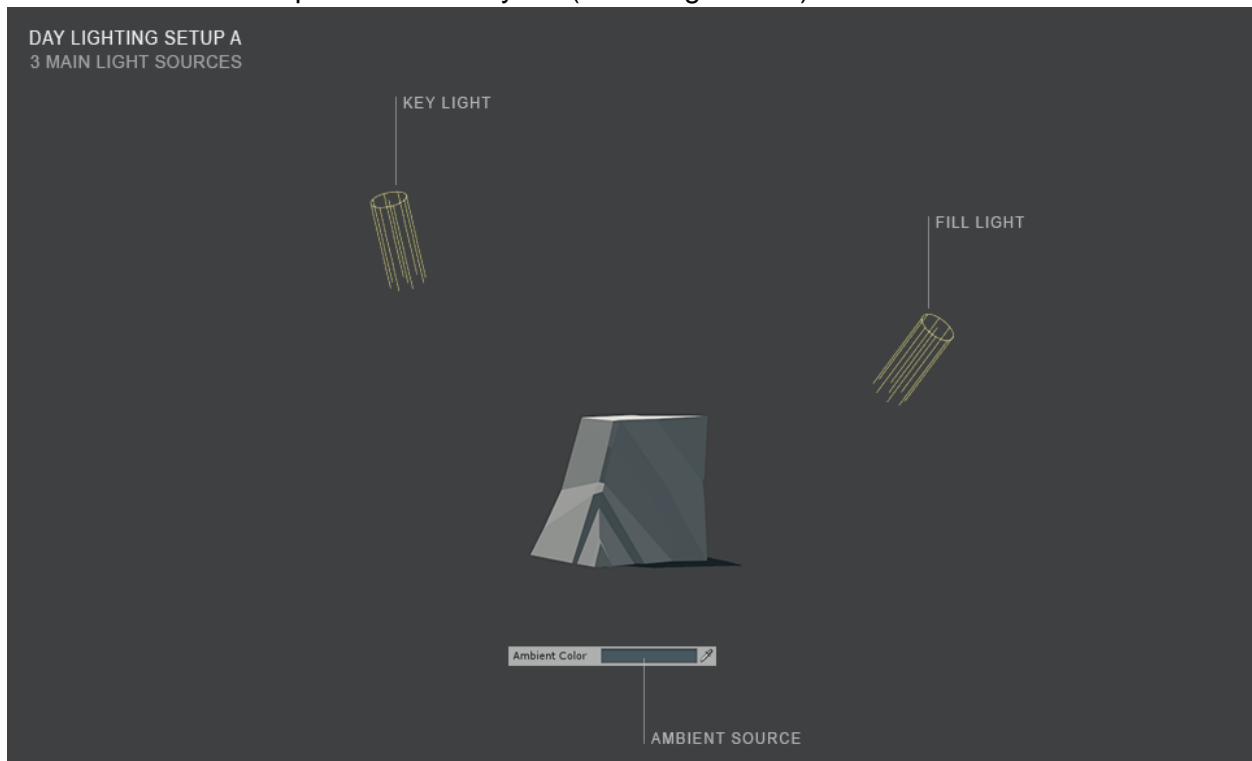 DAY LIGHTING SETUP A
3 MAIN LIGHT SOURCES
KEY LIGHT
FILL LIGHT
Ambient Color
AMBIENT SOURCE